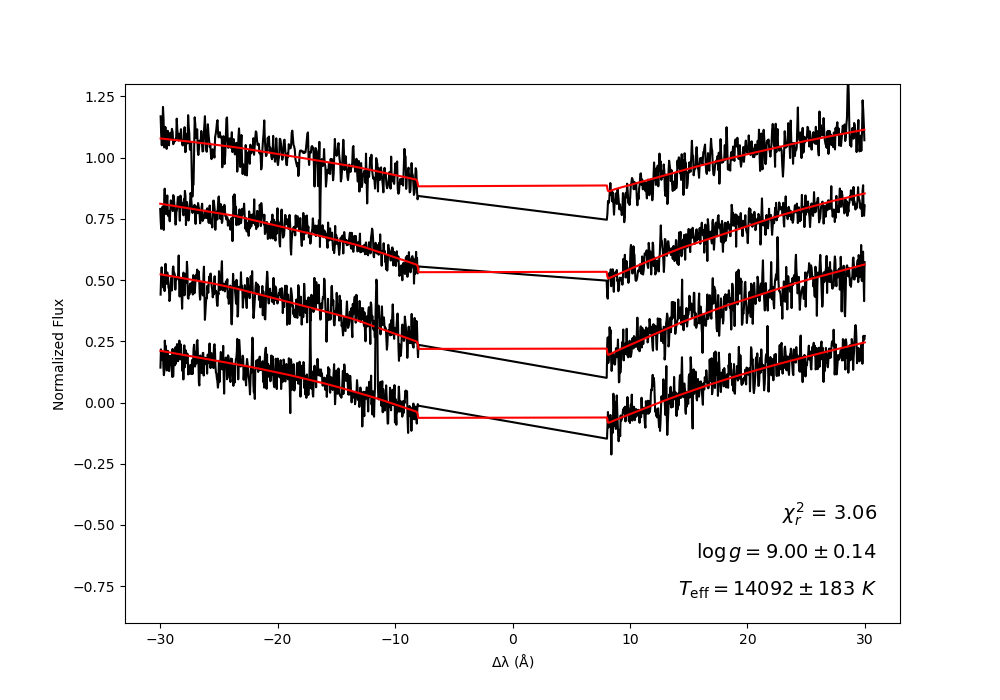 1.25
1.00
0.75
0.50
0.25
0.00
−0.25
−0.50
−0.75
Normalized Flux
χ_r^2 = 3.06
log g = 9.00 ± 0.14
T_eff = 14092 ± 183 K
−30 −20 −10 0 10 20 30
Δλ (Å)